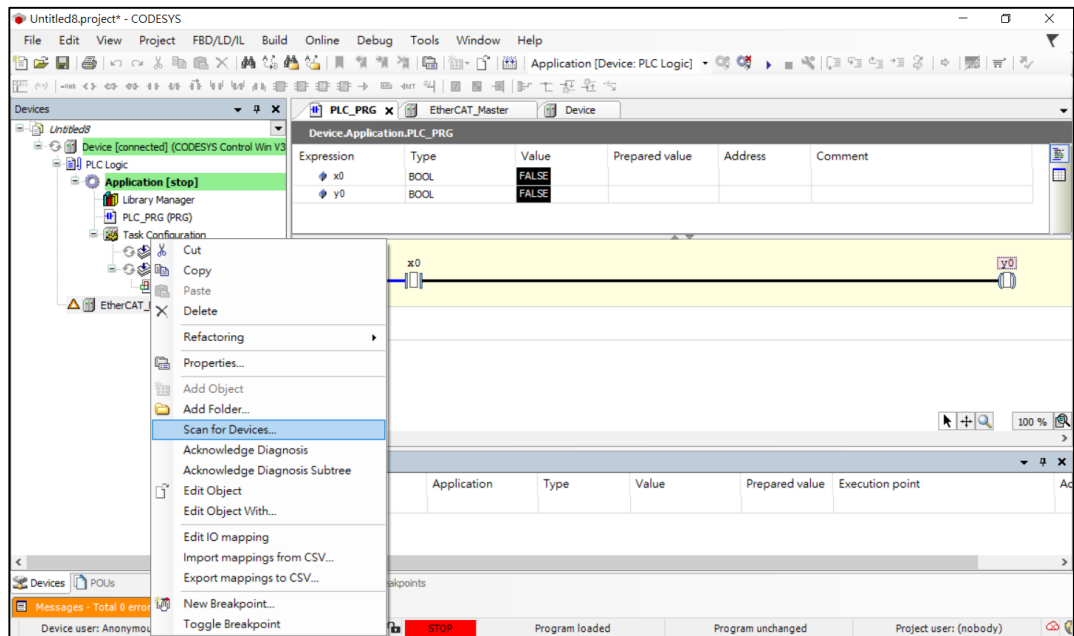 Untitled8.project* - CODESYS
File Edit View Project FBD/LD/IL Build Online Debug Tools Window Help
Application [Device: PLC Logic]
Devices
PLC_PRG
EtherCAT_Master
Device
Untitled8
Device [connected] (CODESYS Control Win V3
PLC Logic
Application [stop]
Library Manager
PLC_PRG (PRG)
Task Configuration
Device.Application.PLC_PRG
Expression Type Value Prepared value Address Comment
x0 BOOL FALSE
y0 BOOL FALSE
x0
y0
100 %
Cut
Copy
Paste
Delete
Refactoring
Properties...
Add Object
Add Folder...
Scan for Devices...
Acknowledge Diagnosis
Acknowledge Diagnosis Subtree
Edit Object
Edit Object With...
Edit IO mapping
Import mappings from CSV...
Export mappings to CSV...
New Breakpoint...
Toggle Breakpoint
Application Type Value Prepared value Execution point
Devices POUs
Messages - Total 0
STOP Program loaded Program unchanged Project user: (nobody)
Device user: